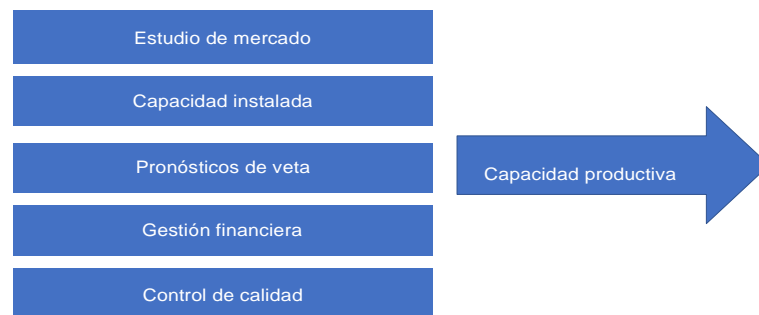 Estudio de mercado
Capacidad instalada
Pronósticos de veta
Gestión financiera
Control de calidad
Capacidad productiva